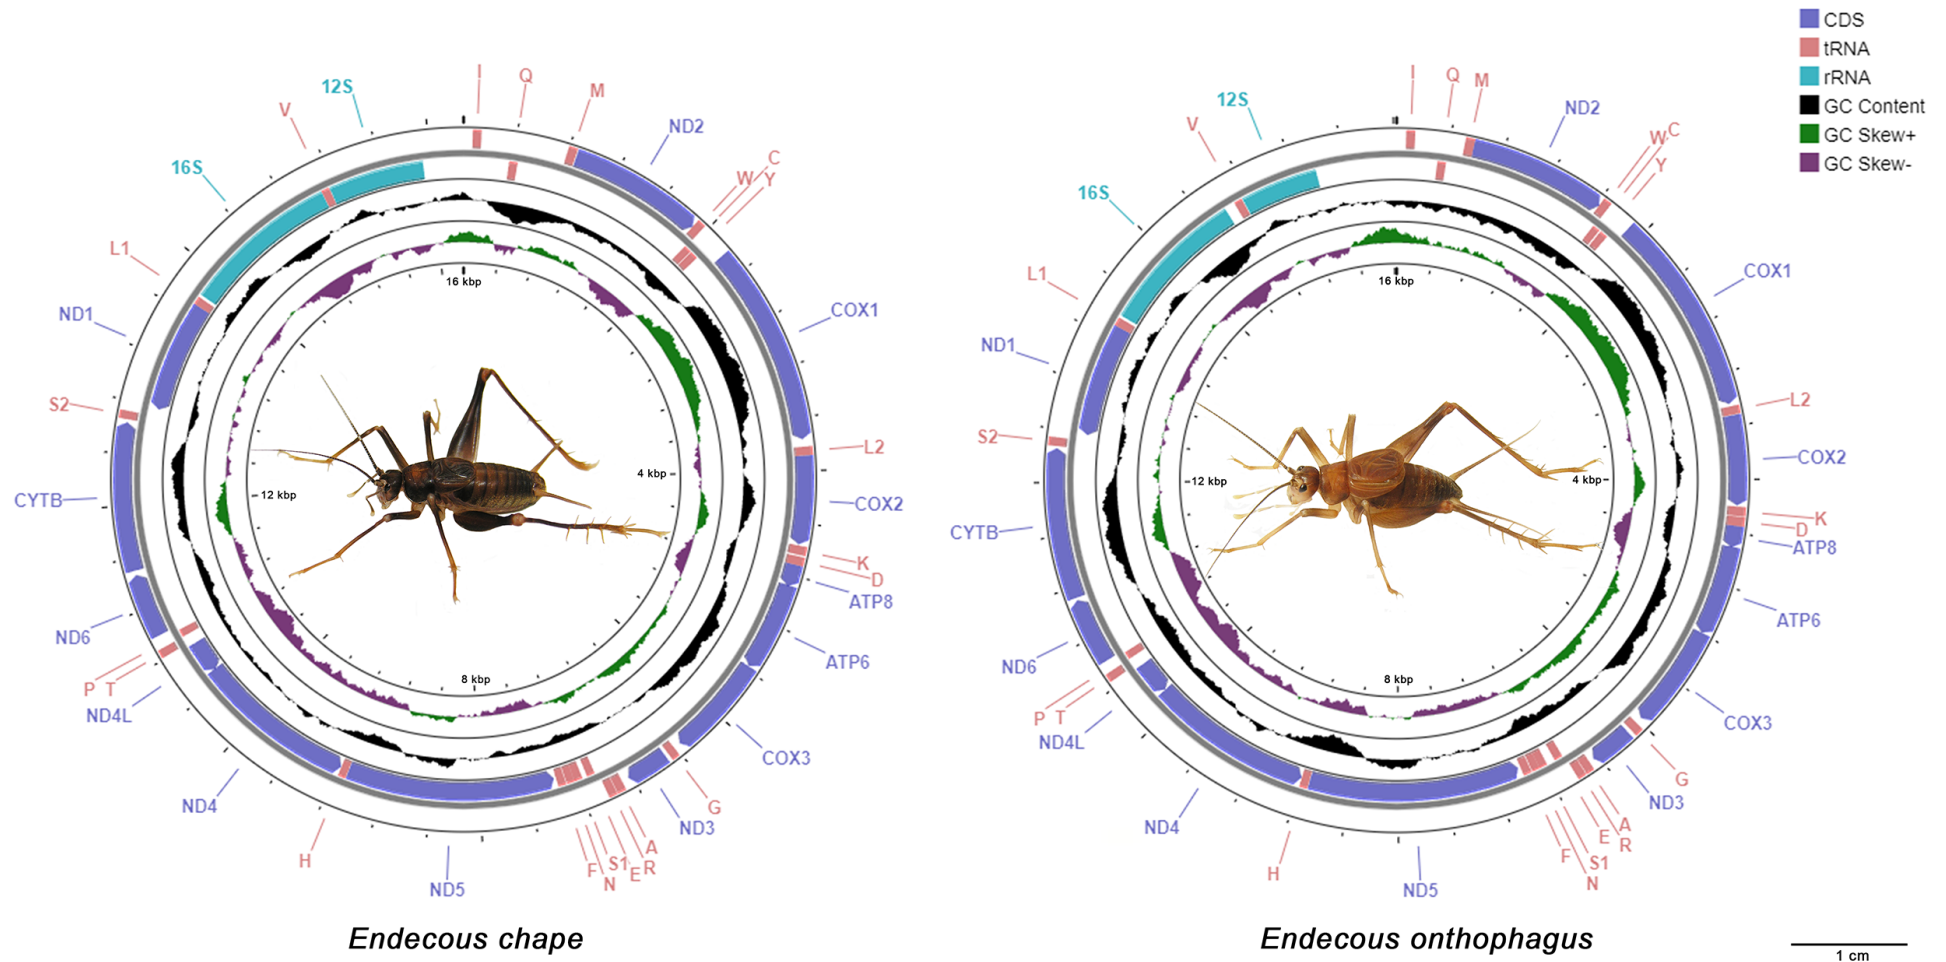 CDS
tRNA
rRNA
GC Content
GC Skew+
GC Skew-
I
Q
M
ND2
W
C
Y
COX1
L2
COX2
K
D
ATP8
ATP6
COX3
G
ND3
A
R
E
S1
N
F
ND5
H
ND4
ND4L
T
P
ND6
CYTB
S2
ND1
L1
16S
V
12S
16 kbp
4 kbp
8 kbp
12 kbp
Endecous chape
I
Q
M
ND2
W
C
Y
COX1
L2
COX2
K
D
ATP8
ATP6
COX3
G
ND3
A
R
E
S1
N
F
ND5
H
ND4
ND4L
T
P
ND6
CYTB
S2
ND1
L1
16S
V
12S
16 kbp
4 kbp
8 kbp
12 kbp
Endecous onthophagus
1 cm